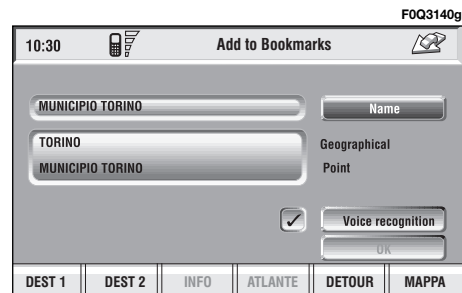 F0Q3140g
10:30 Add to Bookmarks
MUNICIPIO TORINO Name
TORINO Geographical
MUNICIPIO TORINO Point
Voice recognition
OK
DEST 1 DEST 2 INFO ATLANTE DETOUR MAPPA